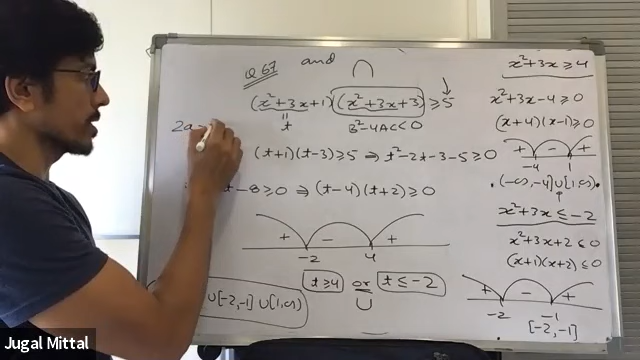 Q 67 and ∩
(x²+3x+1)(x²+3x+3) ≥ 5
t
B²-4AC<0
2a-
(t+1)(t-3) ≥ 5 ⇒ t²-2t-3-5 ≥ 0
t-8 ≥ 0 ⇒ (t-4)(t+2) ≥ 0
+ - +
-2 4
t ≥ 4 or t ≤ -2
∪
∪[-2,-1] ∪ [1,∞)
x²+3x ≥ 4
x²+3x-4 ≥ 0
(x+4)(x-1) ≥ 0
+ - +
-4 1
(-∞,-4] ∪ [1,∞)
x²+3x ≤ -2
x²+3x+2 ≤ 0
(x+1)(x+2) ≤ 0
+ - +
-2 -1
[-2,-1]
Jugal Mittal